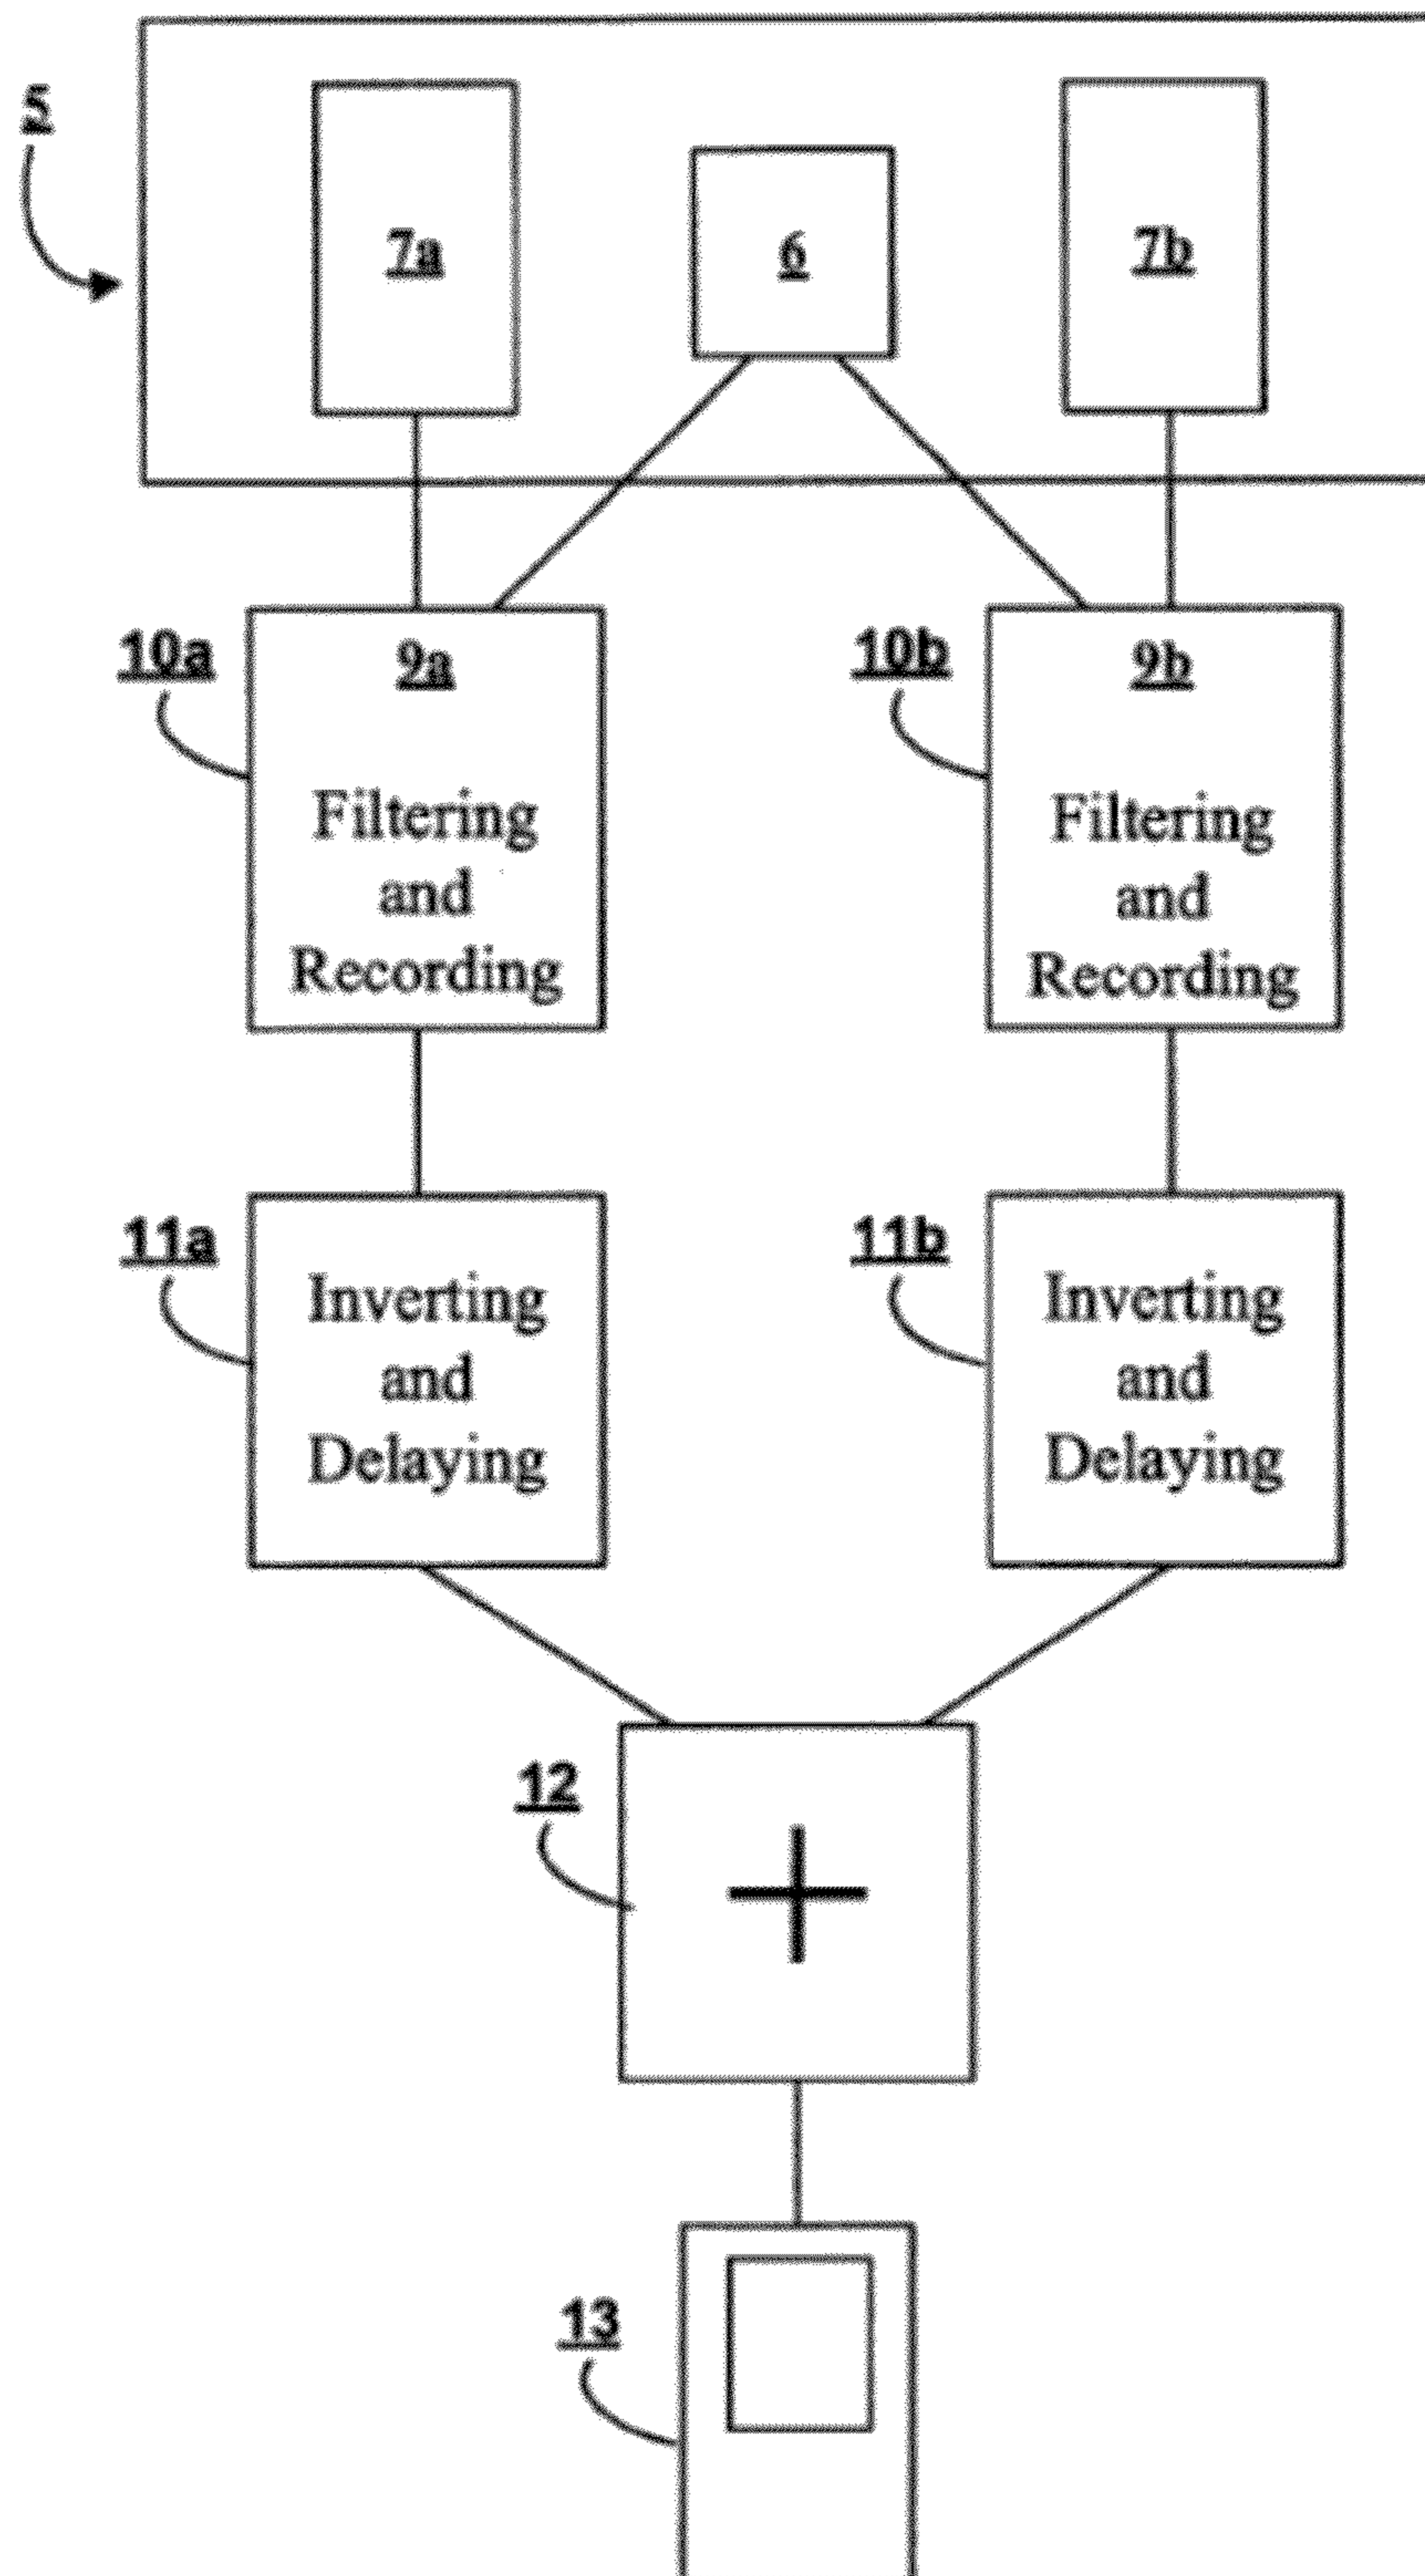 5
7a
6
7b
10a
9a
10b
9b
Filtering
and
Recording
Filtering
and
Recording
11a
Inverting
and
Delaying
11b
Inverting
and
Delaying
12
+
13